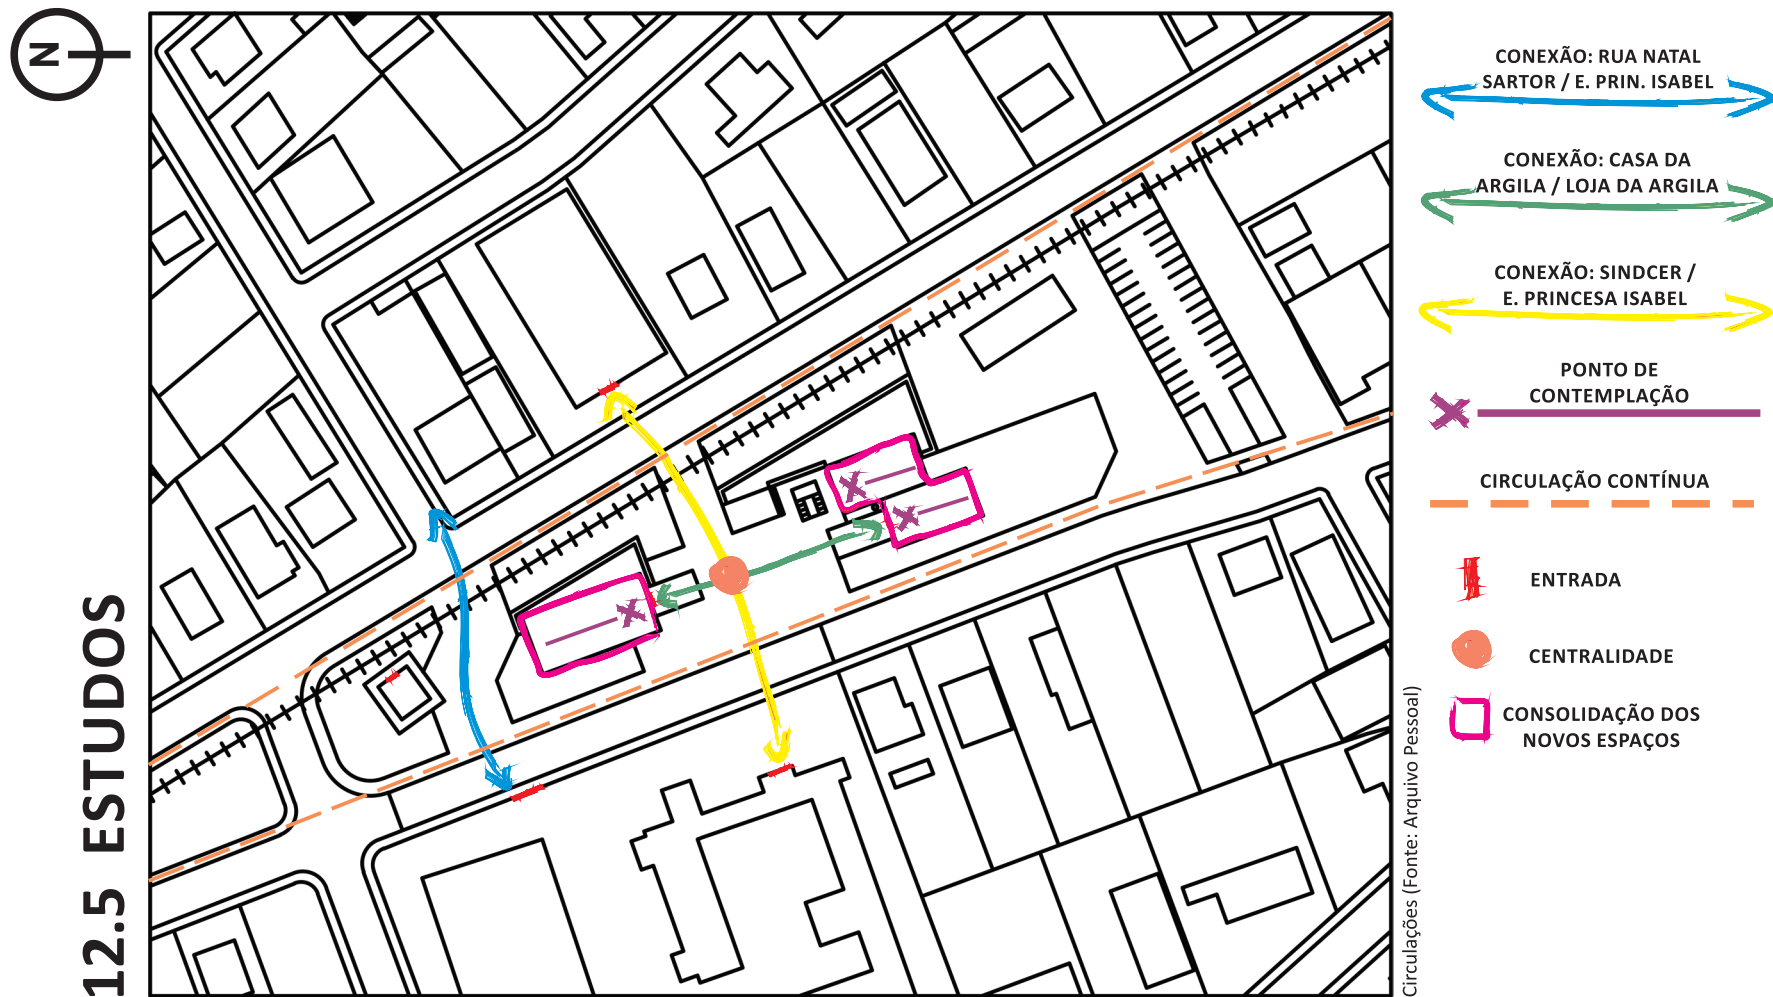 N
12.5 ESTUDOS
CONEXÃO: RUA NATAL
SARTOR / E. PRIN. ISABEL
CONEXÃO: CASA DA
ARGILA / LOJA DA ARGILA
CONEXÃO: SINDCER /
E. PRINCESA ISABEL
PONTO DE
CONTEMPLAÇÃO
CIRCULAÇÃO CONTÍNUA
ENTRADA
CENTRALIDADE
CONSOLIDAÇÃO DOS
NOVOS ESPAÇOS
Circulações (Fonte: Arquivo Pessoal)